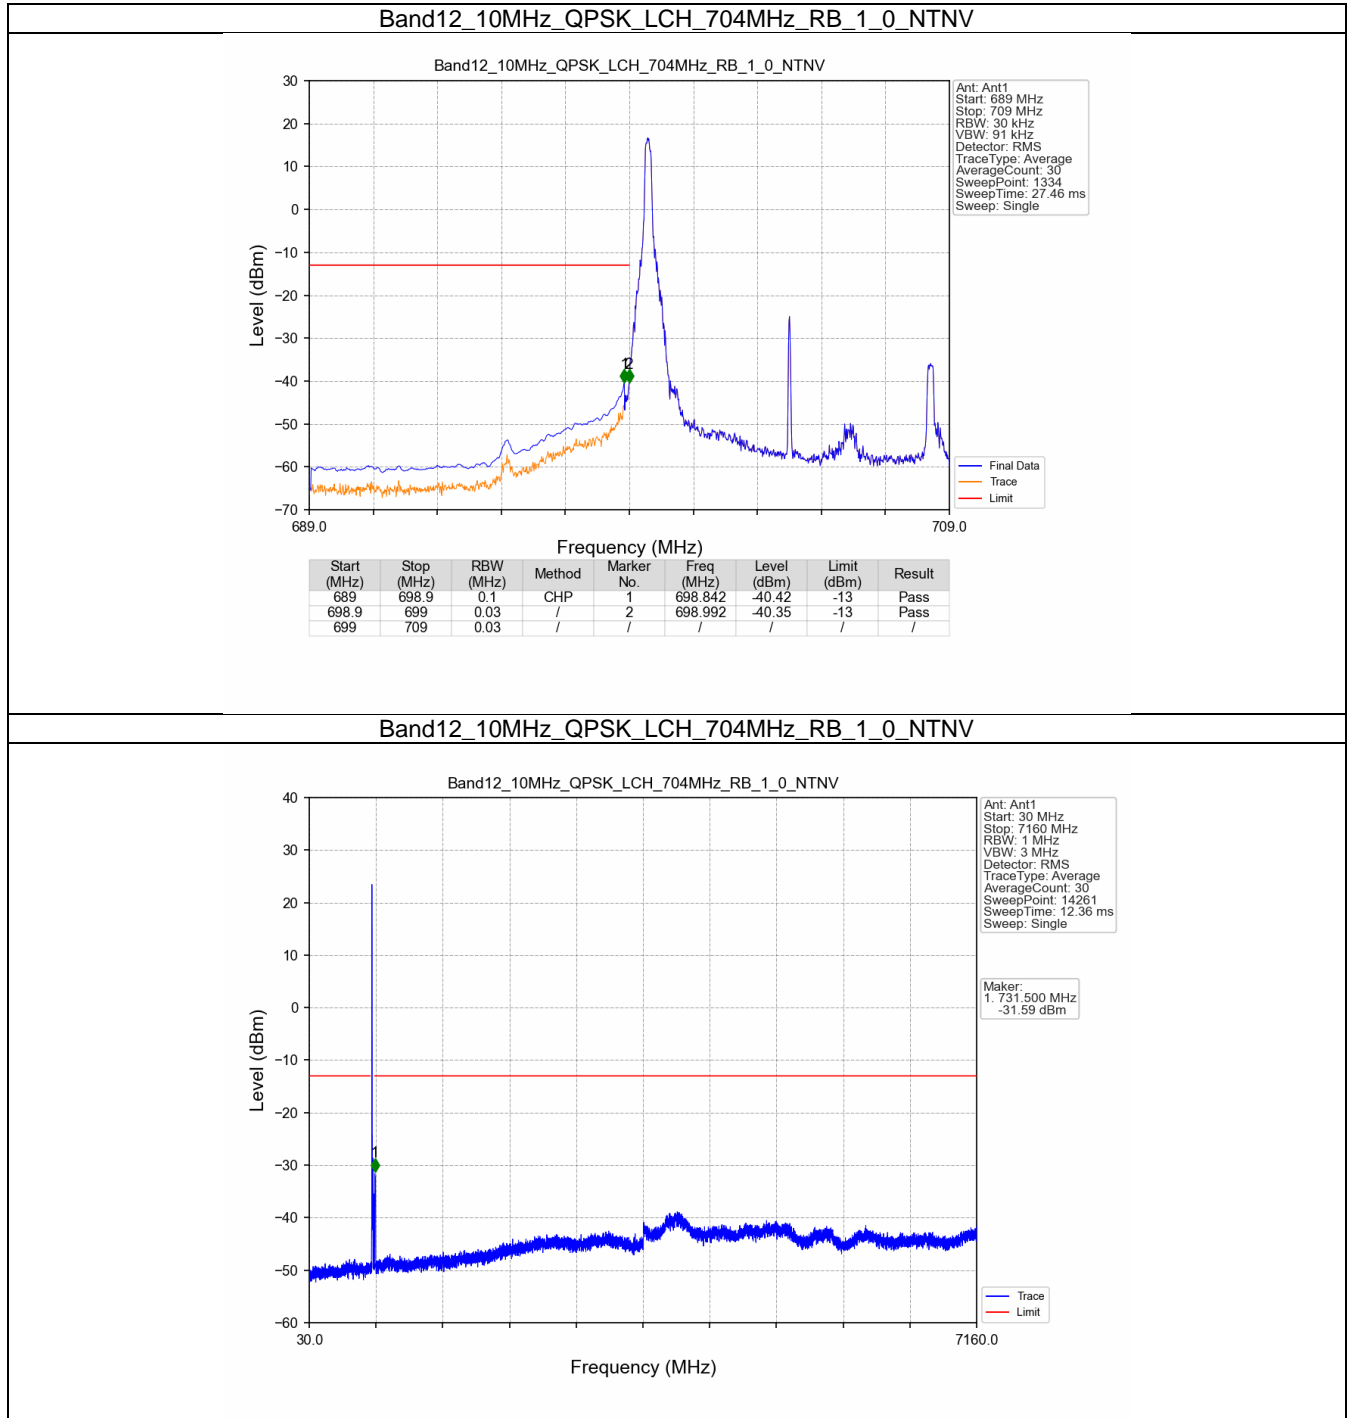 Band12_10MHz_QPSK_LCH_704MHz_RB_1_0_NTNV
Band12_10MHz_QPSK_LCH_704MHz_RB_1_0_NTNV
30
20
10
0
−10
−20
−30
−40
−50
−60
−70
Level (dBm)
1
2
689.0
709.0
Frequency (MHz)
Ant: Ant1
Start: 689 MHz
Stop: 709 MHz
RBW: 30 kHz
VBW: 91 kHz
Detector: RMS
TraceType: Average
AverageCount: 30
SweepPoint: 1334
SweepTime: 27.46 ms
Sweep: Single
Final Data
Trace
Limit
Start (MHz) Stop (MHz) RBW (MHz) Method Marker No. Freq (MHz) Level (dBm) Limit (dBm) Result
689 698.9 0.1 CHP 1 698.842 -40.42 -13 Pass
698.9 699 0.03 / 2 698.992 -40.35 -13 Pass
699 709 0.03 / / / / / /
Band12_10MHz_QPSK_LCH_704MHz_RB_1_0_NTNV
Band12_10MHz_QPSK_LCH_704MHz_RB_1_0_NTNV
40
30
20
10
0
−10
−20
−30
−40
−50
−60
Level (dBm)
1
30.0
7160.0
Frequency (MHz)
Ant: Ant1
Start: 30 MHz
Stop: 7160 MHz
RBW: 1 MHz
VBW: 3 MHz
Detector: RMS
TraceType: Average
AverageCount: 30
SweepPoint: 14261
SweepTime: 12.36 ms
Sweep: Single
Maker:
1. 731.500 MHz
-31.59 dBm
Trace
Limit